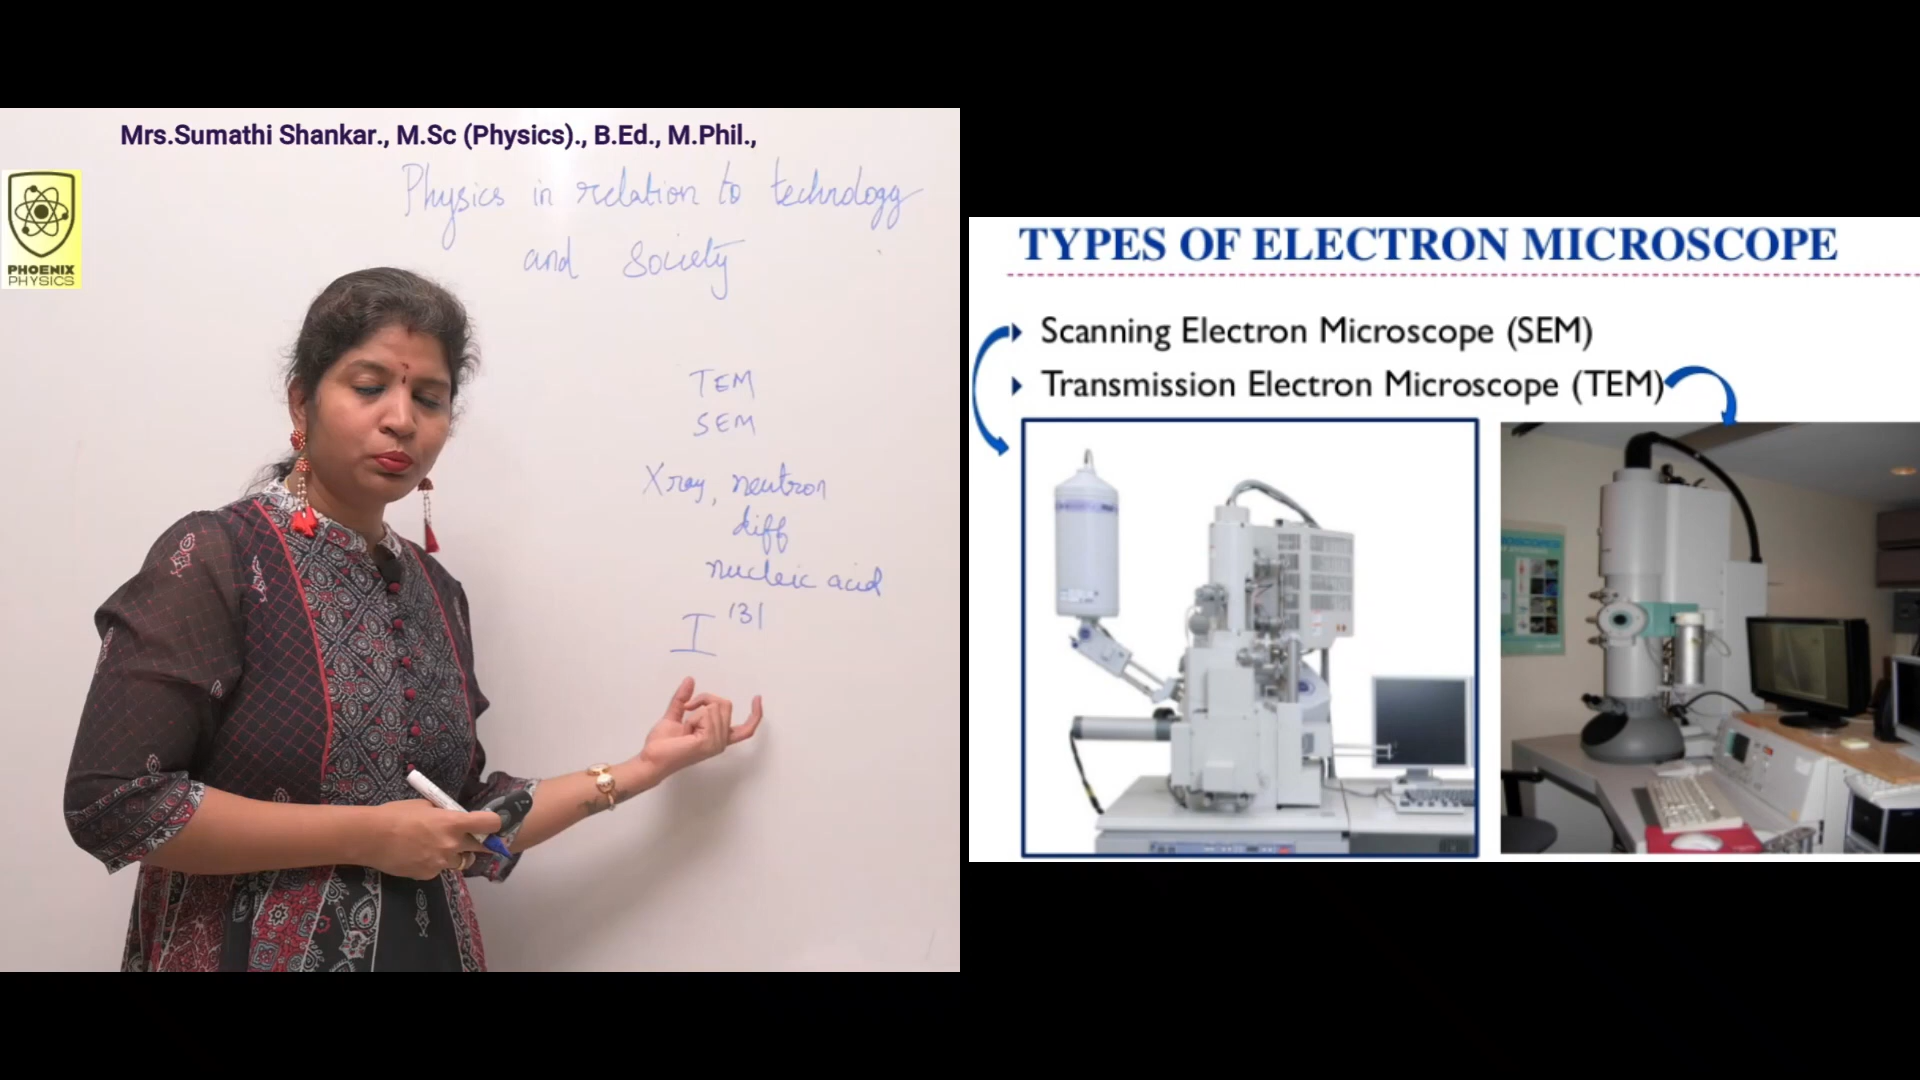 Mrs.Sumathi Shankar., M.Sc (Physics)., B.Ed., M.Phil.,
PHOENIX
PHYSICS
Physics in relation to technology
and Society
TEM
SEM
Xray, neutron
diff
nucleic acid
I 131
TYPES OF ELECTRON MICROSCOPE
Scanning Electron Microscope (SEM)
Transmission Electron Microscope (TEM)